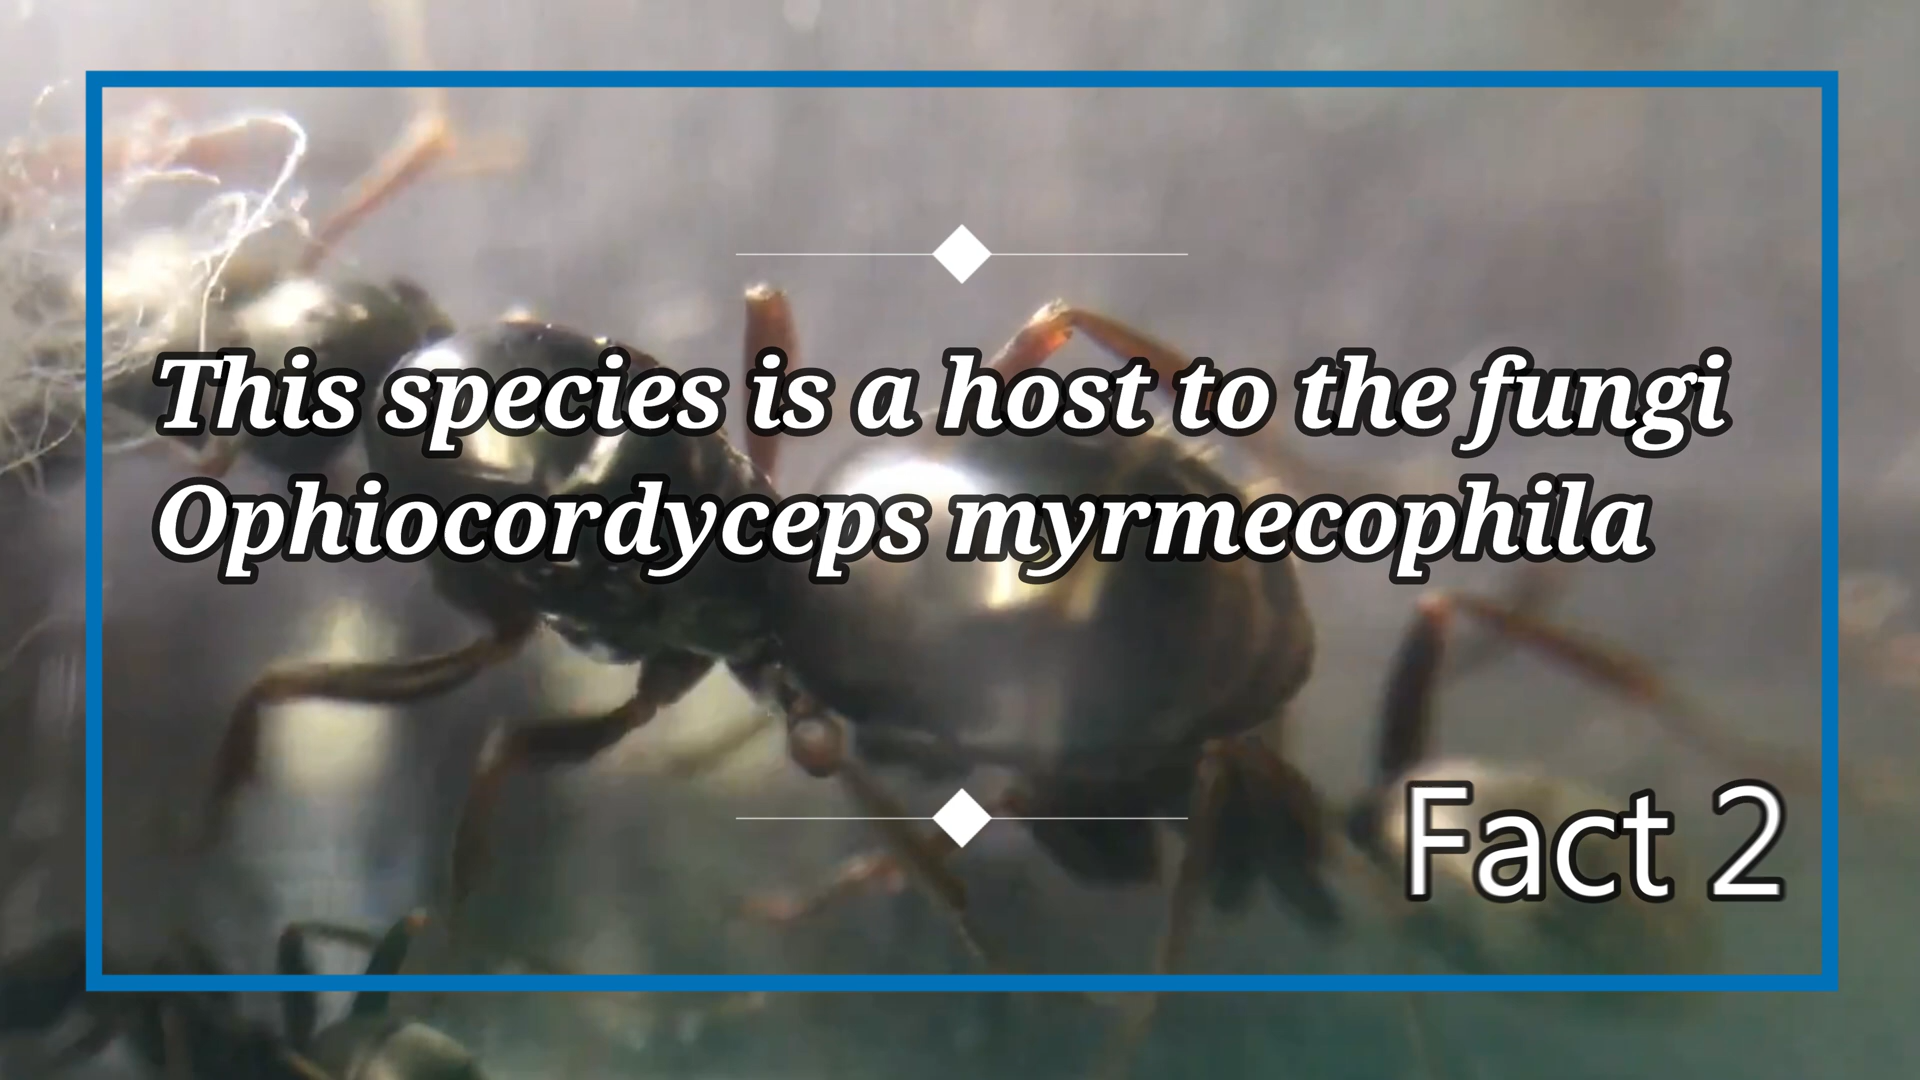 This species is a host to the fungi
Ophiocordyceps myrmecophila
Fact 2